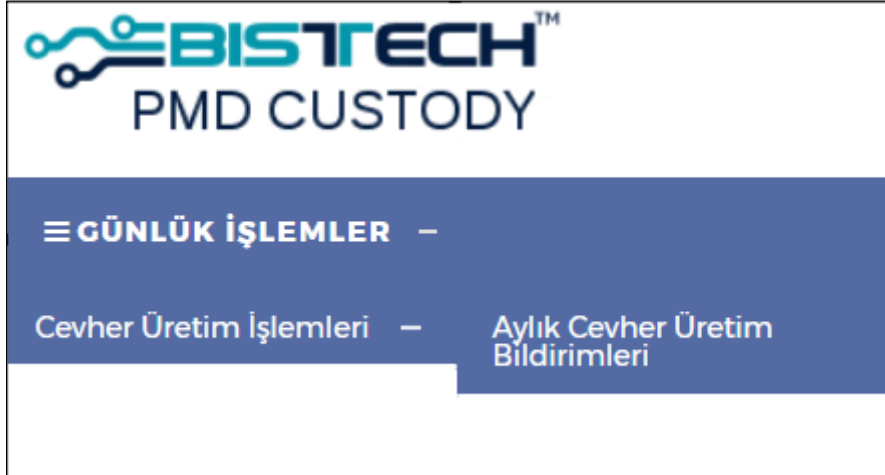 BISTECH™
PMD CUSTODY
GÜNLÜK İŞLEMLER –
Cevher Üretim İşlemleri –
Aylık Cevher Üretim
Bildirimleri